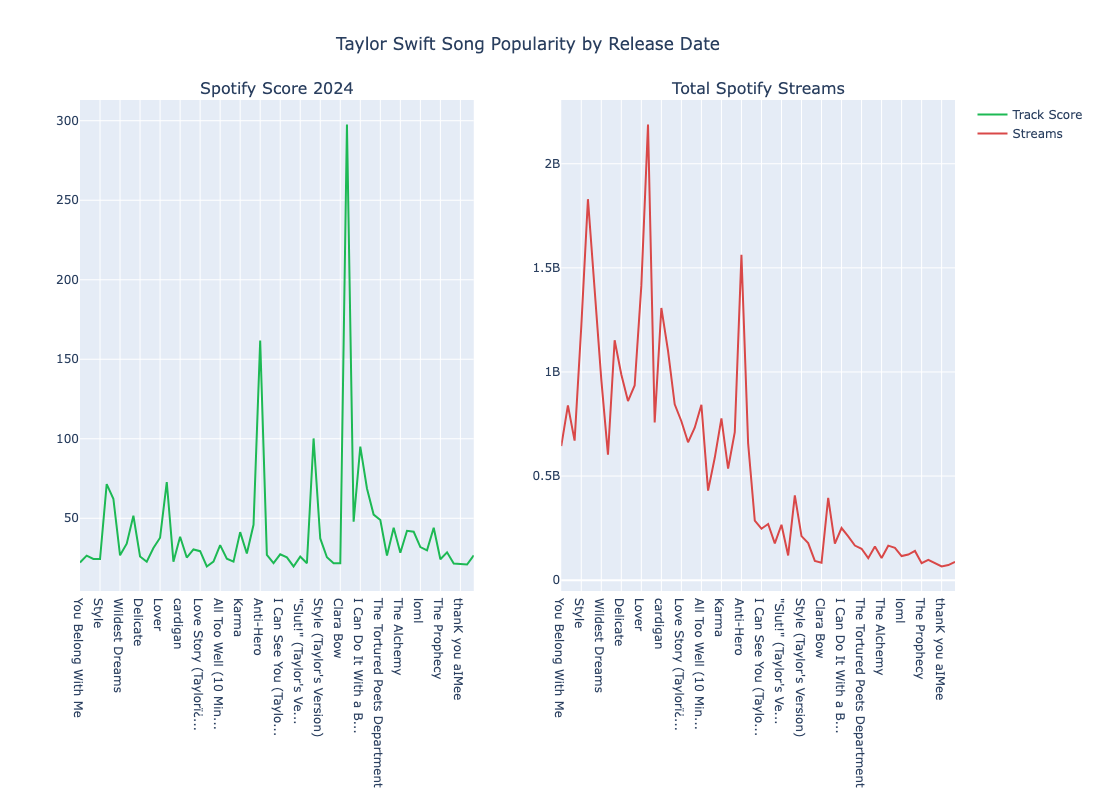 Taylor Swift Song Popularity by Release Date
Spotify Score 2024
Total Spotify Streams
Track Score
Streams
300
250
200
150
100
50
You Belong With Me
Style
Wildest Dreams
Delicate
Lover
cardigan
Love Story (Taylorï¿…
All Too Well (10 Min…
Karma
Anti-Hero
I Can See You (Taylo…
"Slut!" (Taylor's Ve…
Style (Taylor's Version)
Clara Bow
I Can Do It With a B…
The Tortured Poets Department
The Alchemy
loml
The Prophecy
thanK you aIMee
2B
1.5B
1B
0.5B
0
You Belong With Me
Style
Wildest Dreams
Delicate
Lover
cardigan
Love Story (Taylorï¿…
All Too Well (10 Min…
Karma
Anti-Hero
I Can See You (Taylo…
"Slut!" (Taylor's Ve…
Style (Taylor's Version)
Clara Bow
I Can Do It With a B…
The Tortured Poets Department
The Alchemy
loml
The Prophecy
thanK you aIMee